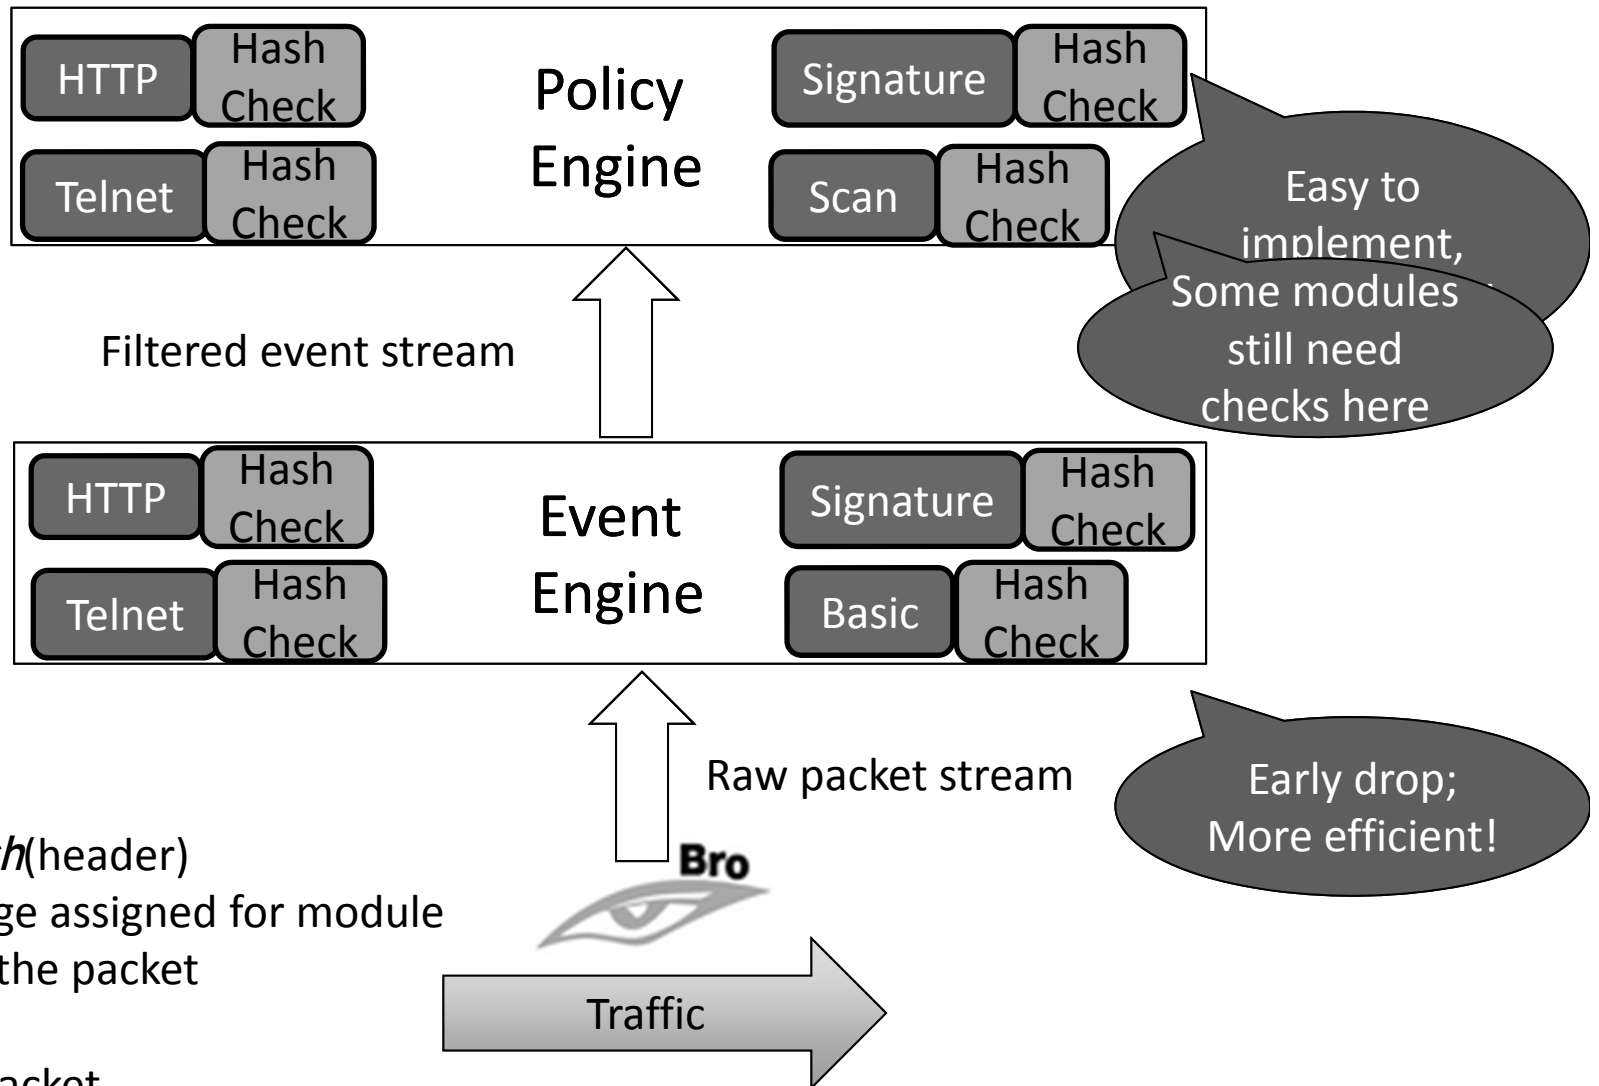 HTTP
Hash
Check
Policy
Engine
Signature
Hash
Check
Telnet
Hash
Check
Scan
Hash
Check
Easy to
implement,
Some modules
still need
checks here
Filtered event stream
HTTP
Hash
Check
Event
Engine
Signature
Hash
Check
Telnet
Hash
Check
Basic
Hash
Check
Raw packet stream
Early drop;
More efficient!
Bro
(header)
assigned for module
the packet
Traffic